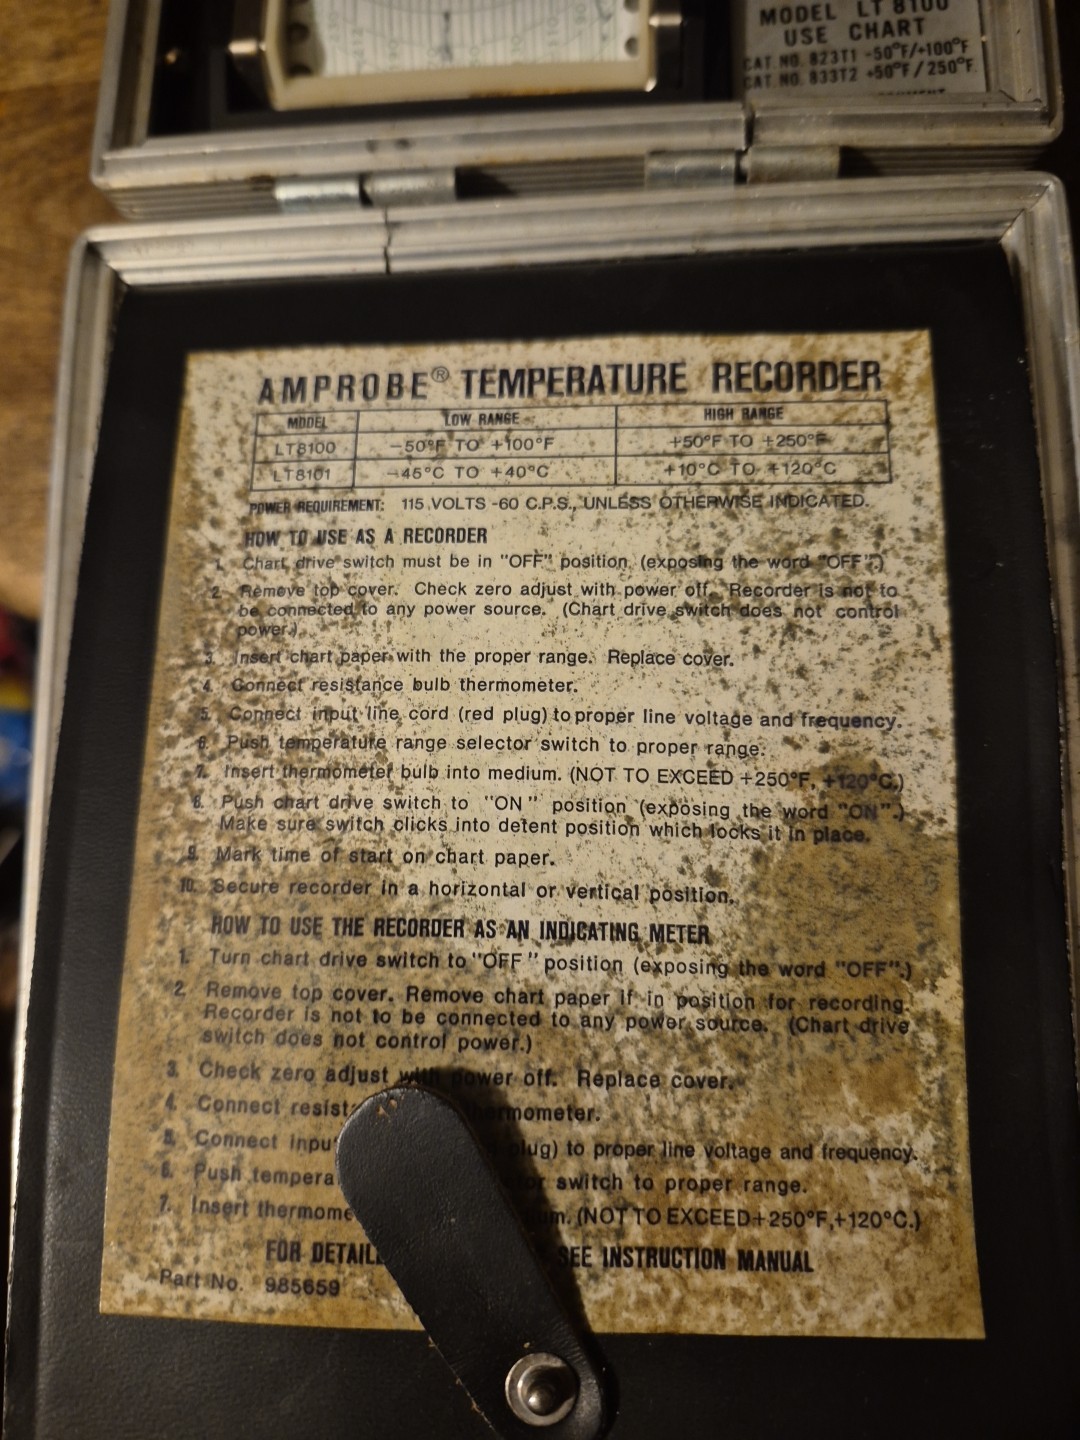 MODEL LT 8100
USE CHART
CAT. NO. 823T1 -50°F/+100°F
CAT. NO. 833T2 +50°F/250°F
AMPROBE® TEMPERATURE RECORDER
MODEL LOW RANGE HIGH RANGE
LT8100 -50°F TO +100°F +50°F TO +250°F
LT8101 -45°C TO +40°C +10°C TO +120°C
POWER REQUIREMENT: 115 VOLTS -60 C.P.S., UNLESS OTHERWISE INDICATED.
HOW TO USE AS A RECORDER
1. Chart drive switch must be in "OFF" position (exposing the word "OFF".)
2. Remove top cover. Check zero adjust with power off. Recorder is not to
be connected to any power source. (Chart drive switch does not control
power.)
3. Insert chart paper with the proper range. Replace cover.
4. Connect resistance bulb thermometer.
5. Connect input line cord (red plug) to proper line voltage and frequency.
6. Push temperature range selector switch to proper range.
7. Insert thermometer bulb into medium. (NOT TO EXCEED +250°F, +120°C.)
8. Push chart drive switch to "ON" position (exposing the word "ON".)
Make sure switch clicks into detent position which locks it in place.
9. Mark time of start on chart paper.
10. Secure recorder in a horizontal or vertical position.
HOW TO USE THE RECORDER AS AN INDICATING METER
1. Turn chart drive switch to "OFF" position (exposing the word "OFF".)
2. Remove top cover. Remove chart paper if in position for recording.
Recorder is not to be connected to any power source. (Chart drive
switch does not control power.)
3. Check zero adjust with power off. Replace cover.
4. Connect thermometer.
5. Connect plug) to proper line voltage and frequency.
6. Push switch to proper range.
7. Insert (NOT TO EXCEED +250°F, +120°C.)
FOR SEE INSTRUCTION MANUAL
Part No. 985659